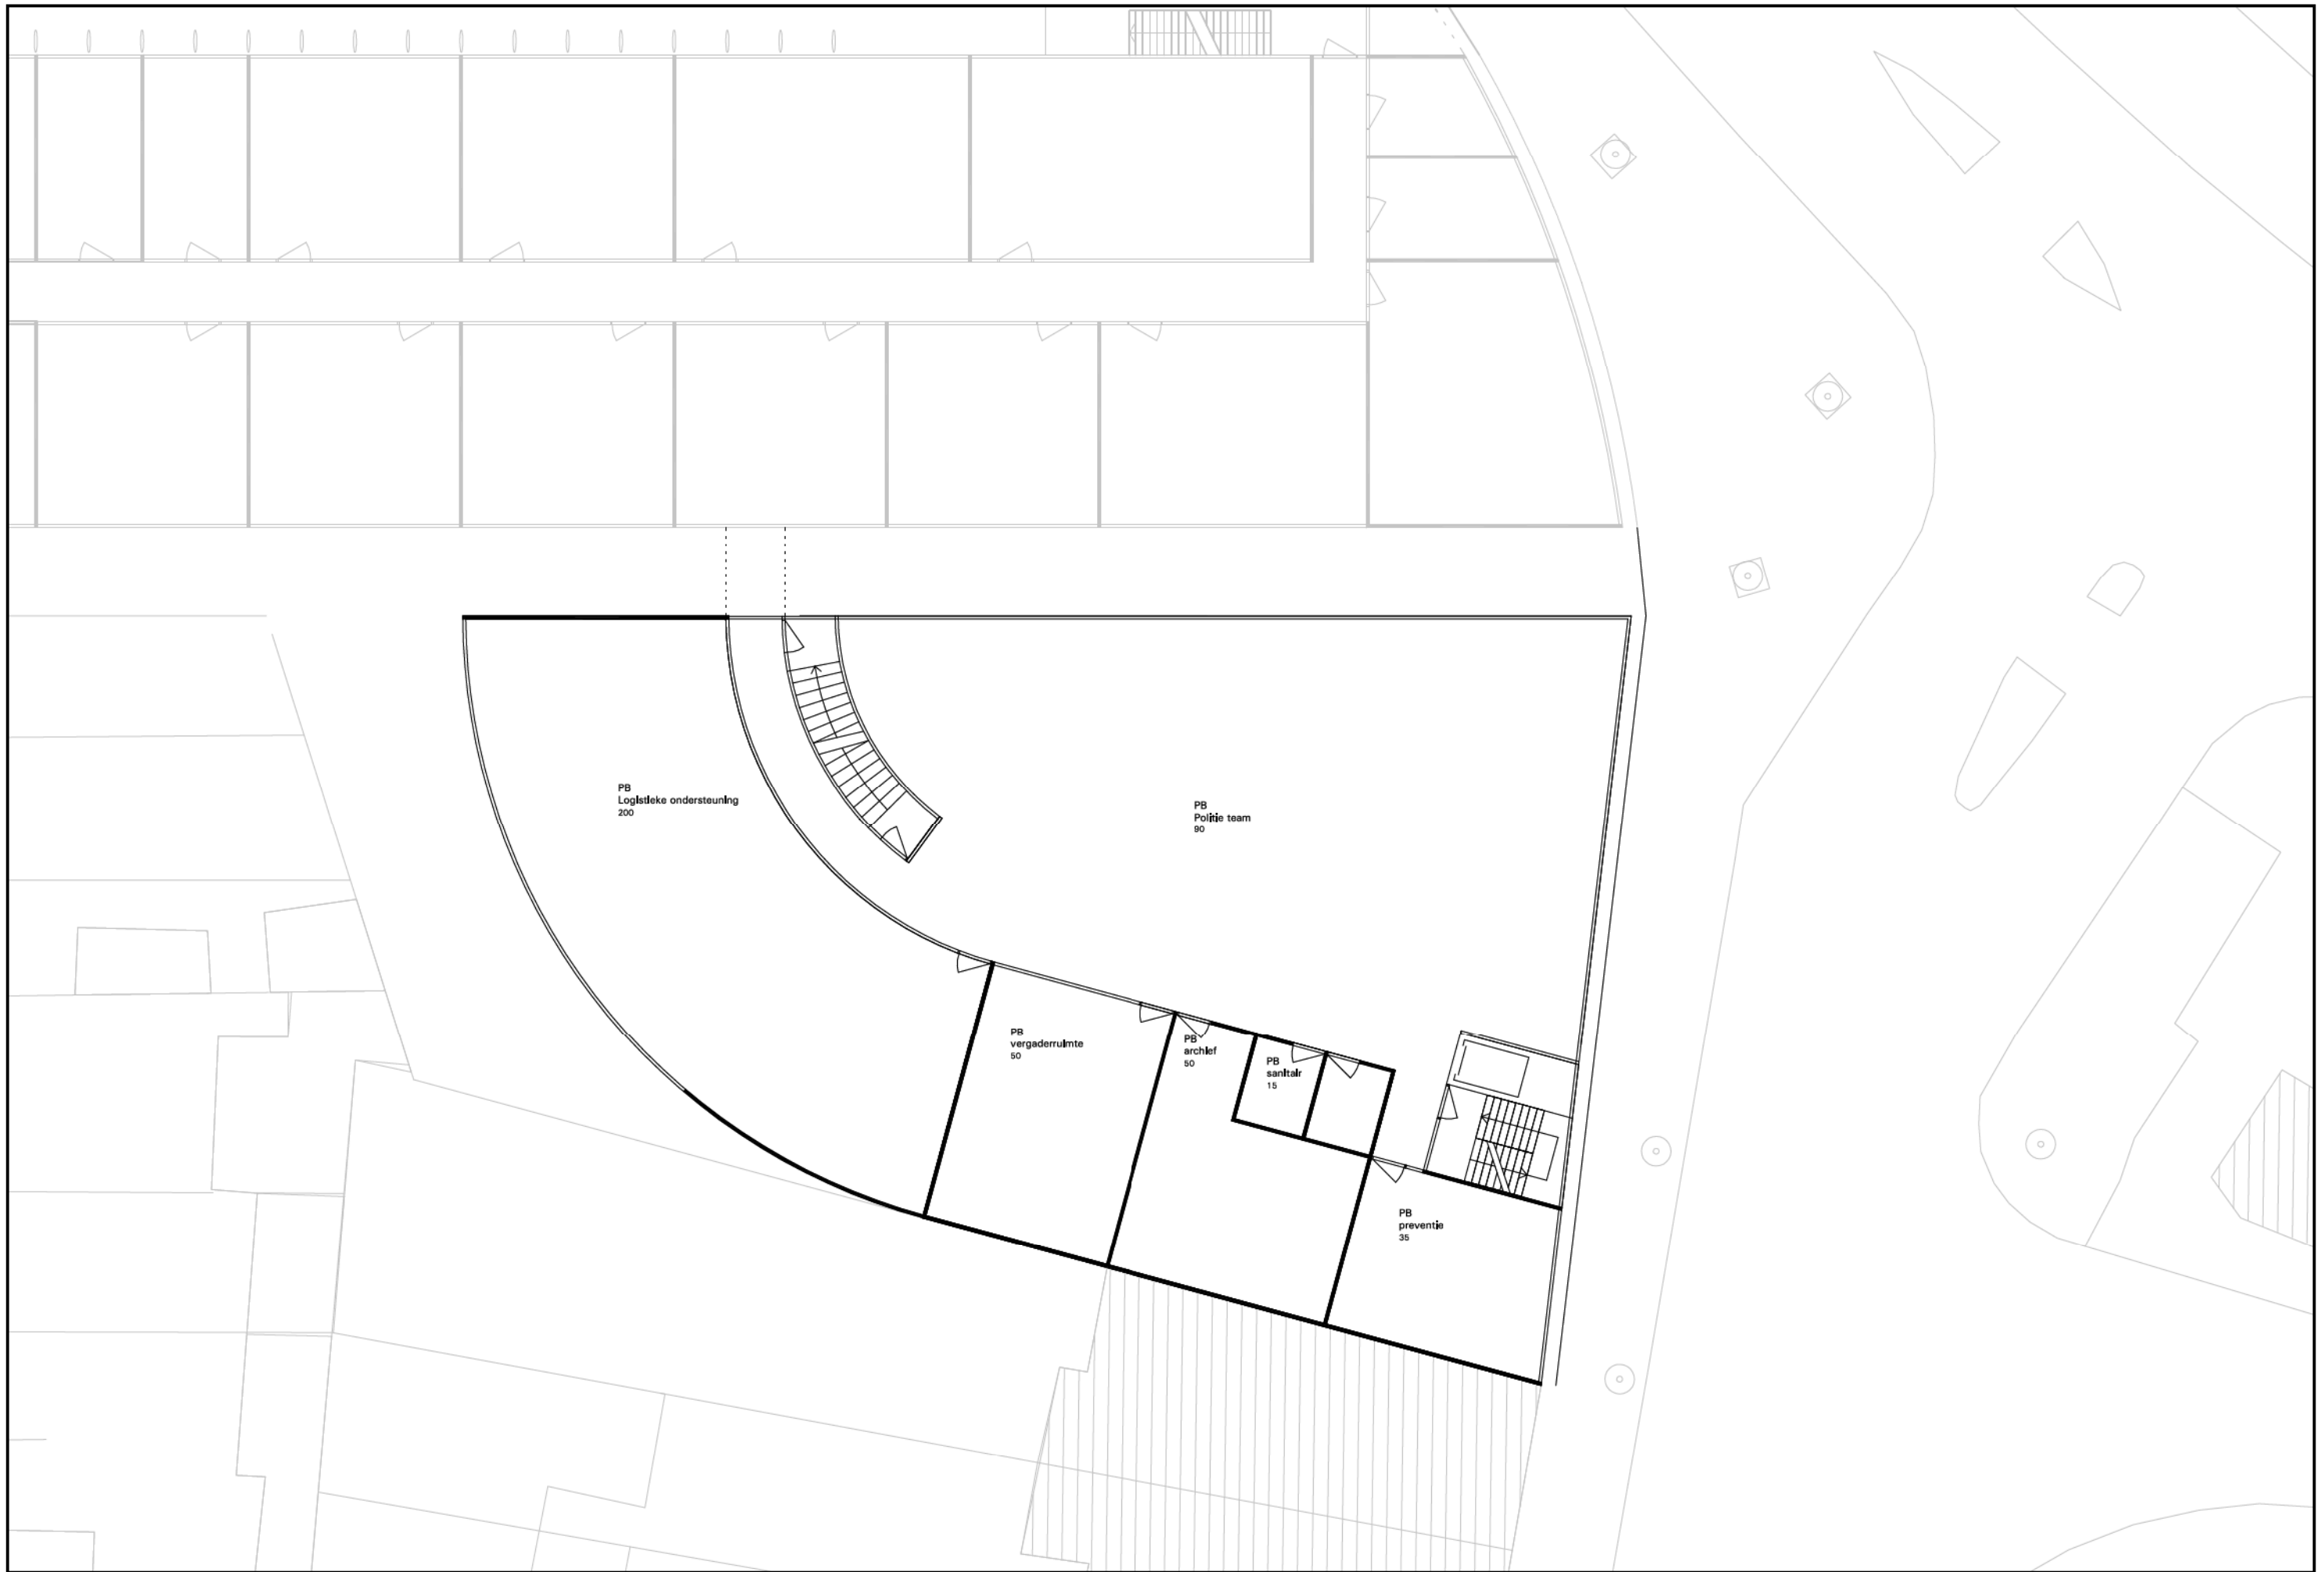 PB
Logistieke ondersteuning
200
PB
Politie team
90
PB
vergaderruimte
50
PB
archief
50
PB
sanitair
15
PB
preventie
35